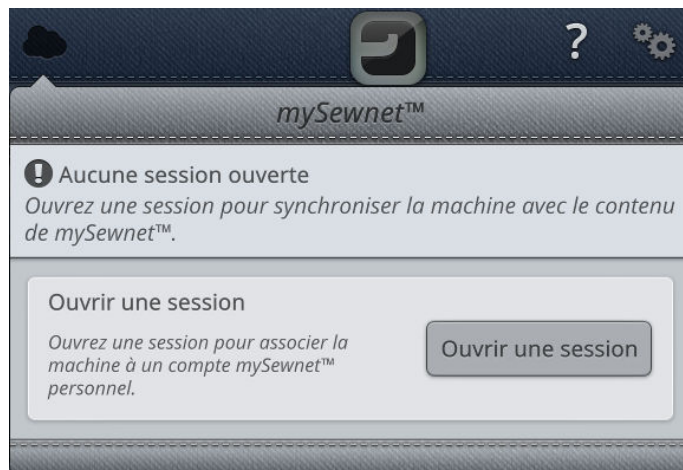 ?
mySewnet™
! Aucune session ouverte
Ouvrez une session pour synchroniser la machine avec le contenu
de mySewnet™.
Ouvrir une session
Ouvrez une session pour associer la
machine à un compte mySewnet™
personnel.
Ouvrir une session